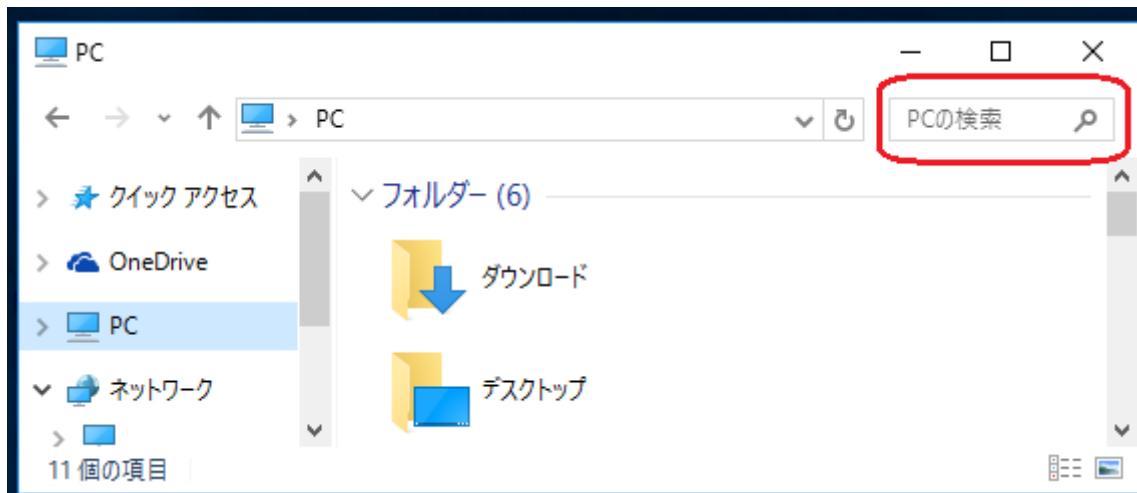 PC
PC
PCの検索
クイック アクセス
OneDrive
PC
ネットワーク
フォルダー (6)
ダウンロード
デスクトップ
11 個の項目